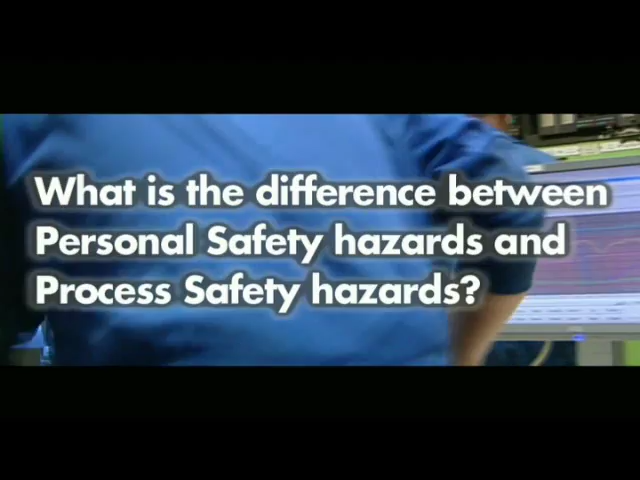 What is the difference between
Personal Safety hazards and
Process Safety hazards?